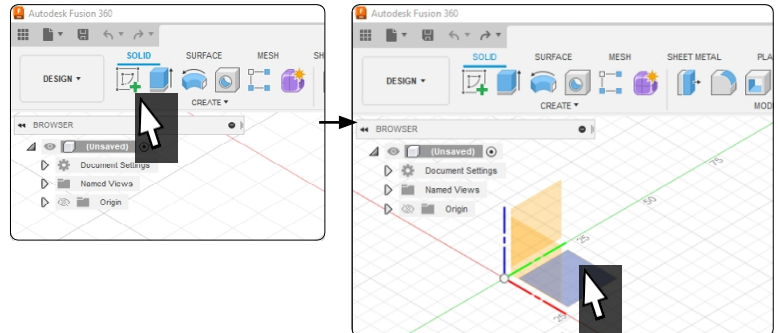 Autodesk Fusion 360
SOLID SURFACE MESH SH
DESIGN
CREATE
BROWSER
(Unsaved)
Document Settings
Named Views
Origin
Autodesk Fusion 360
SOLID SURFACE MESH SHEET METAL PLA
DESIGN
CREATE MOD
BROWSER
(Unsaved)
Document Settings
Named Views
Origin
75
50
25
25